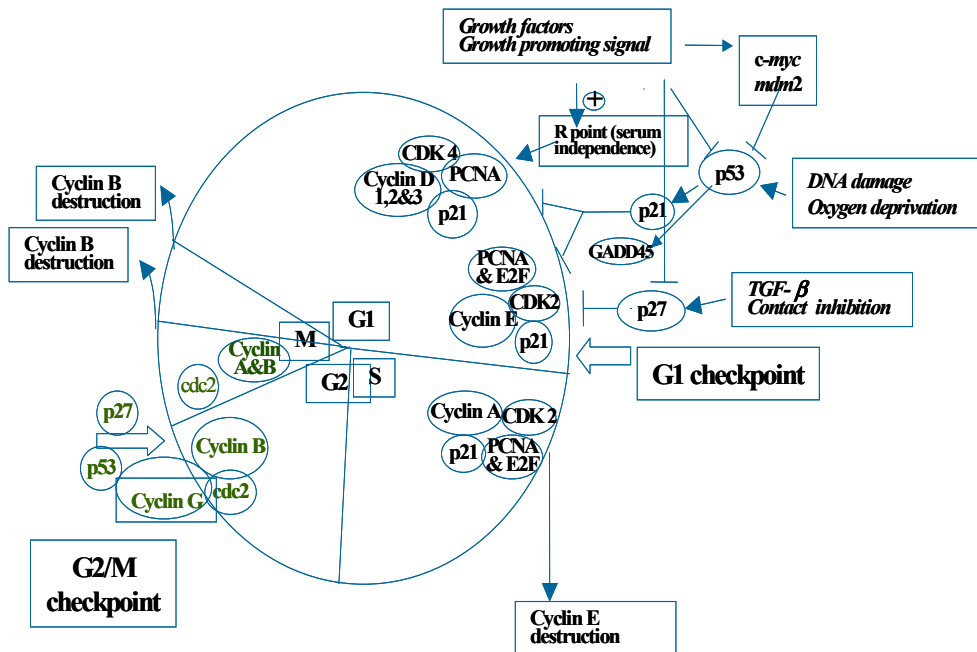 Growth factors
Growth promoting signal
c-myc
mdm2
+
R point (serum
independence)
CDK 4
PCNA
Cyclin D
1,2&3
p21
p53
DNA damage
Oxygen deprivation
p21
GADD45
Cyclin B
destruction
Cyclin B
destruction
PCNA
& E2F
CDK2
Cyclin E
p21
p27
TGF- β
Contact inhibition
G1
M
G2
S
G1 checkpoint
Cyclin
A&B
cdc2
p27
p53
Cyclin B
cdc2
Cyclin G
Cyclin A
CDK 2
p21
PCNA
& E2F
G2/M
checkpoint
Cyclin E
destruction